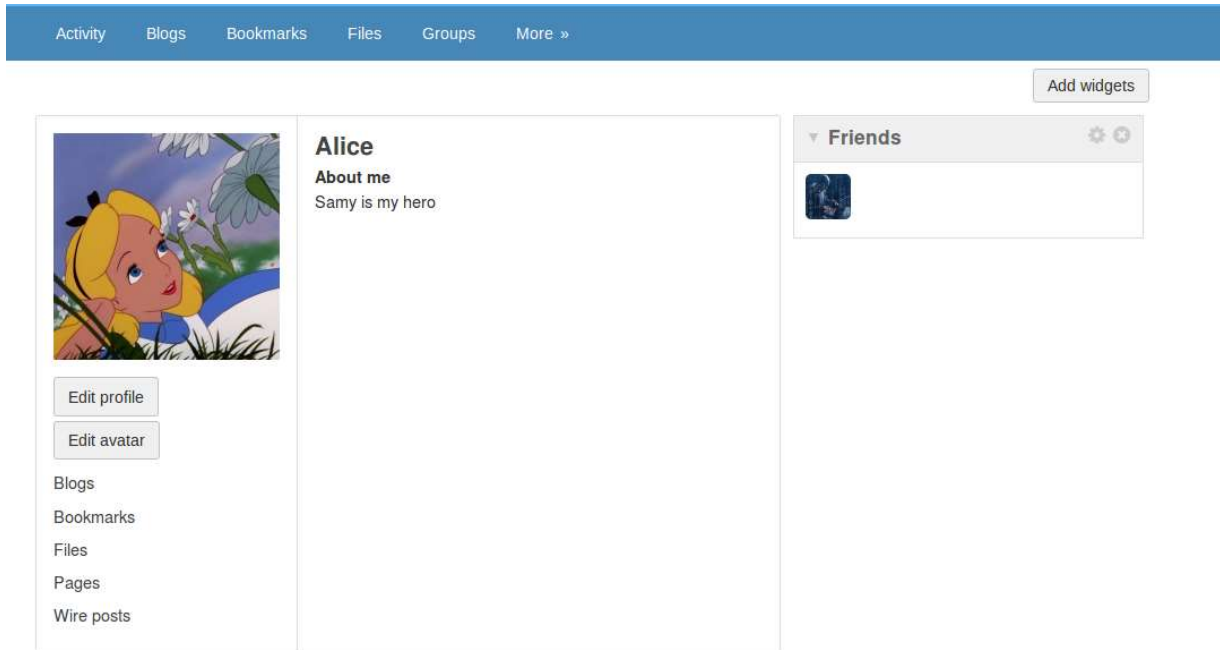 Activity Blogs Bookmarks Files Groups More »
Add widgets
Alice
About me
Samy is my hero
Friends
Edit profile
Edit avatar
Blogs
Bookmarks
Files
Pages
Wire posts